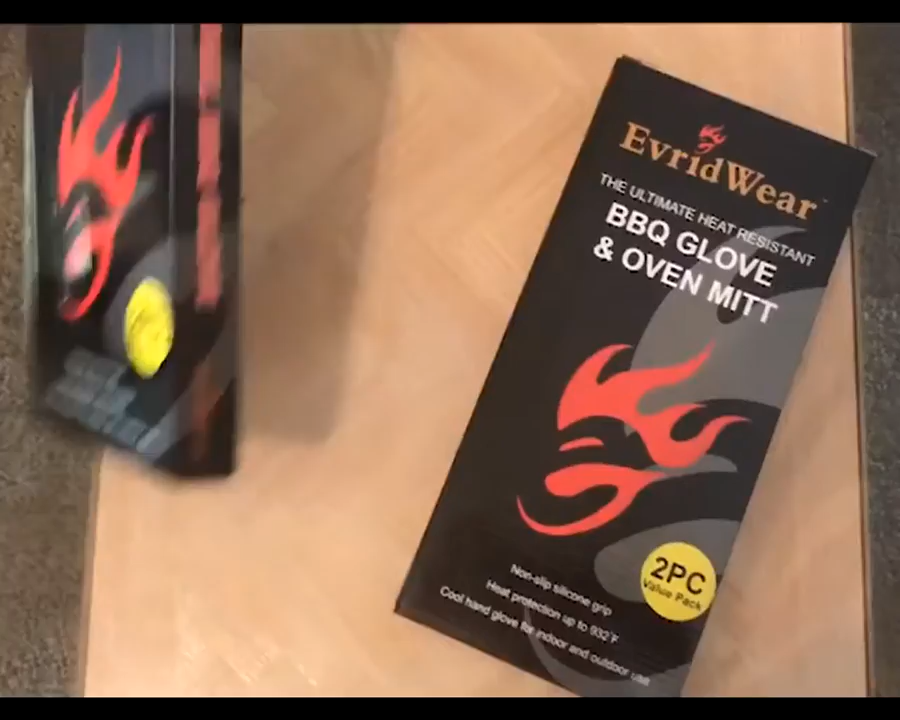 EvridWear
THE ULTIMATE HEAT RESISTANT
BBQ GLOVE
& OVEN MITT
2PC
Value Pack
Non-slip silicone grip
Heat protection up to 932°F
Cool hand glove for indoor and outdoor use